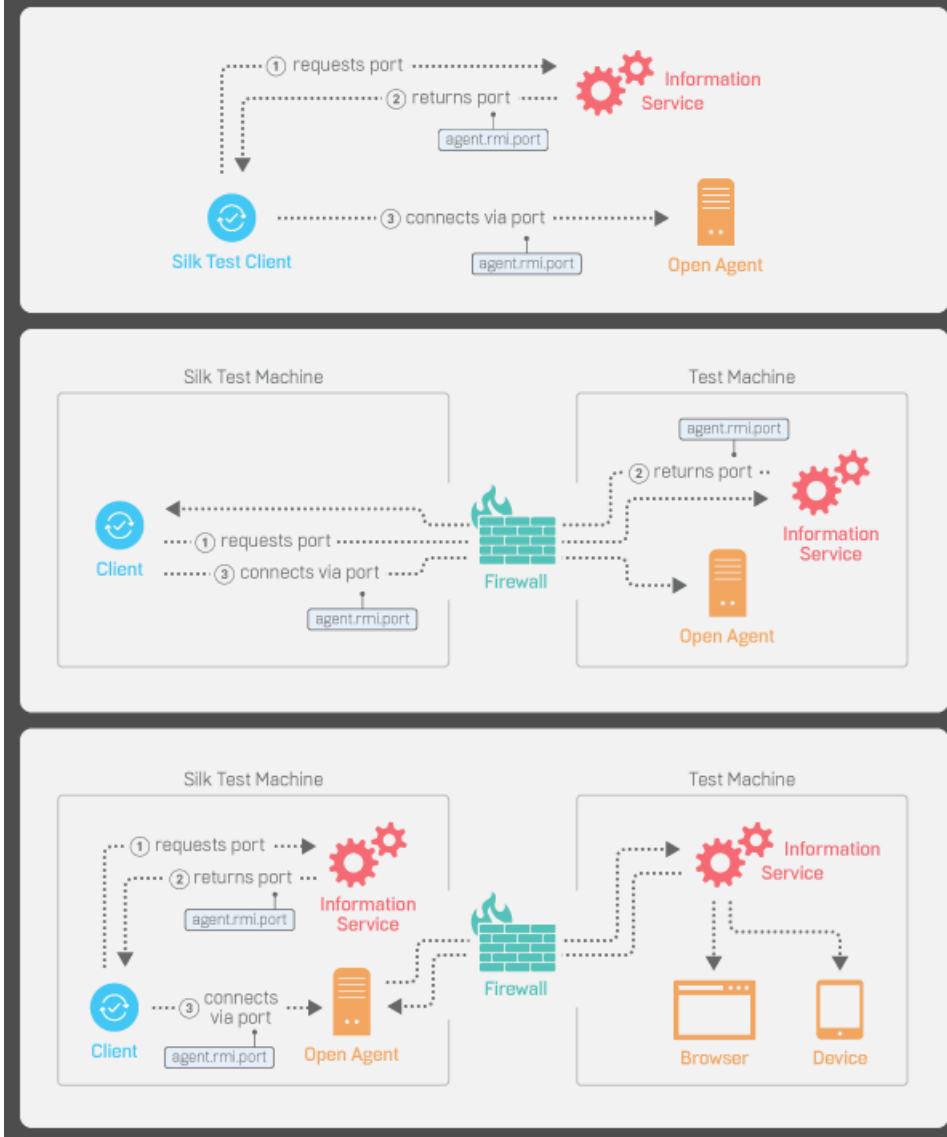 ① requests port
Information
Service
② returns port
agent.rmi.port
③ connects via port
agent.rmi.port
Silk Test Client
Open Agent
Silk Test Machine
Test Machine
agent.rmi.port
② returns port
① requests port
Information
Service
Client
③ connects via port
Firewall
agent.rmi.port
Open Agent
Silk Test Machine
Test Machine
① requests port
② returns port
agent.rmi.port
Information
Service
Information
Service
Firewall
③ connects
via port
Client
agent.rmi.port
Open Agent
Browser
Device